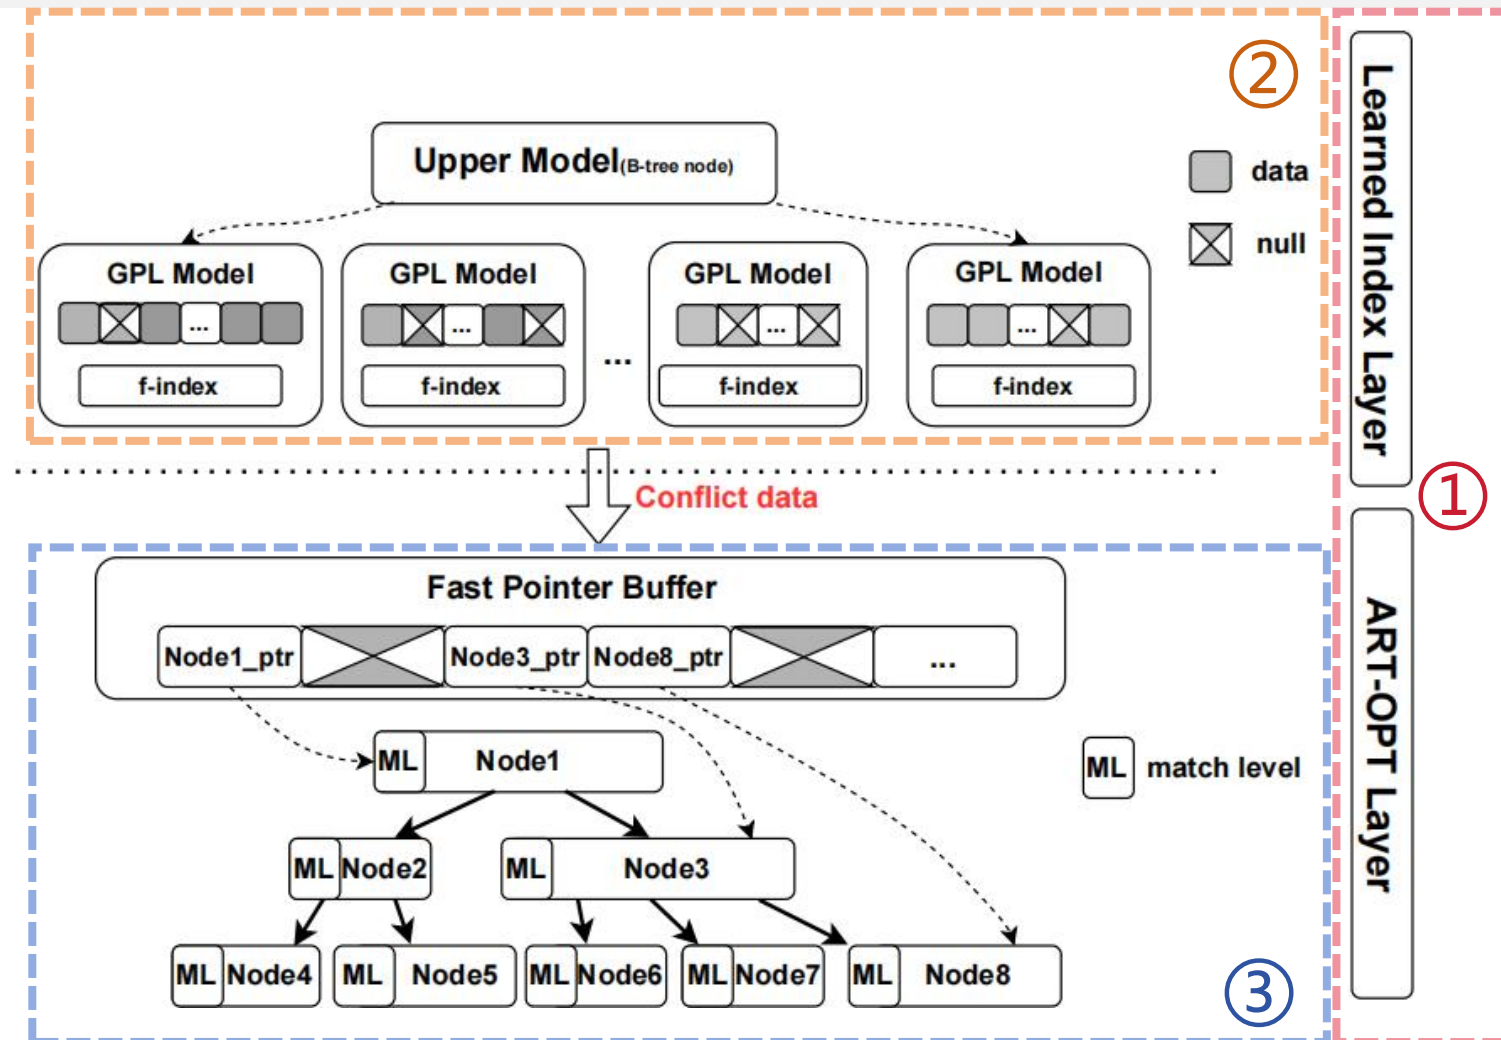 ②
Upper Model(B-tree node)
data
null
GPL Model
GPL Model
GPL Model
GPL Model
...
...
...
...
...
f-index
f-index
f-index
f-index
Learned Index Layer
Conflict data
①
Fast Pointer Buffer
Node1_ptr
Node3_ptr
Node8_ptr
...
ML
Node1
ML
match level
ML
Node2
ML
Node3
ML
Node4
ML
Node5
ML
Node6
ML
Node7
ML
Node8
③
ART-OPT Layer